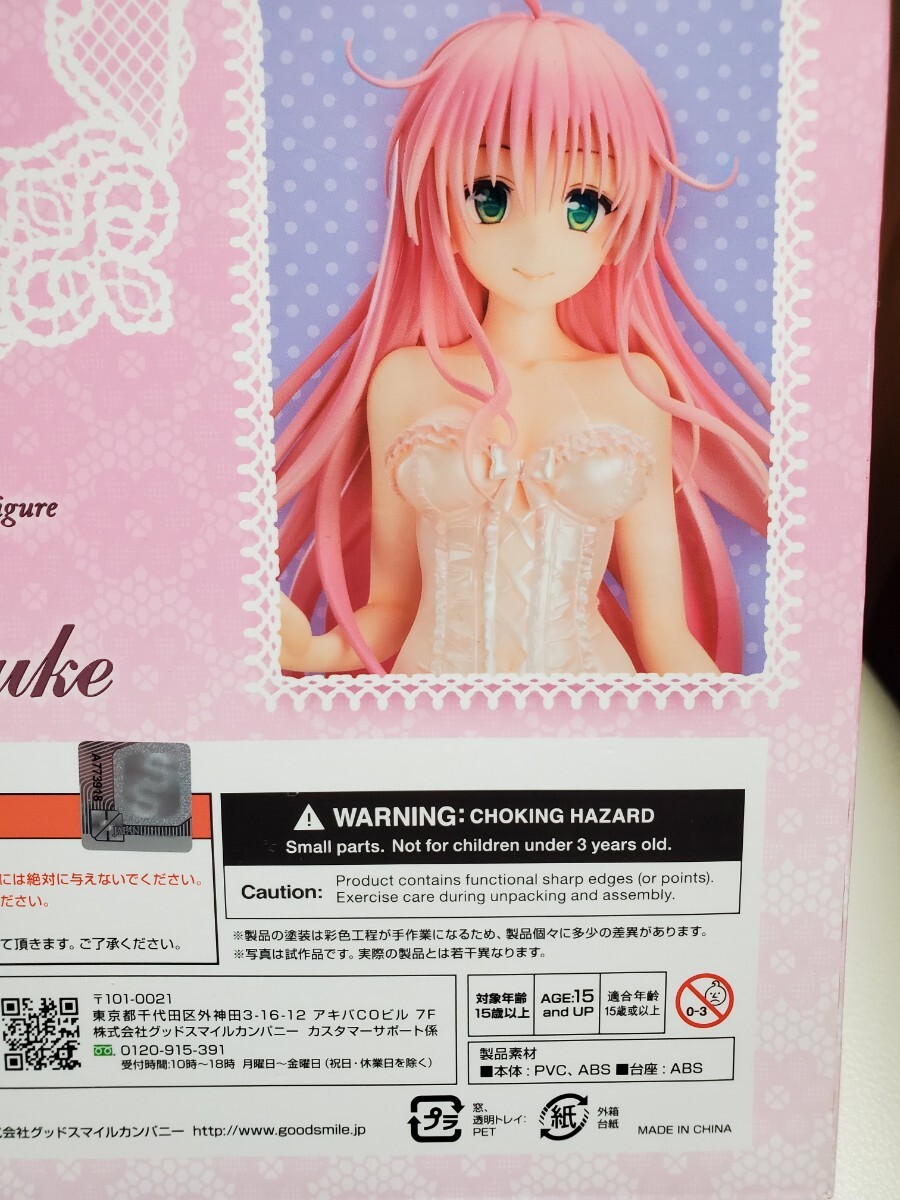 igure
uke
A773918
JAPAN
SS
WARNING: CHOKING HAZARD
Small parts. Not for children under 3 years old.
Caution: Product contains functional sharp edges (or points).
Exercise care during unpacking and assembly.
には絶対に与えないでください。
ださい。
て頂きます。ご了承ください。
※製品の塗装は彩色工程が手作業になるため、製品個々に多少の差異があります。
※写真は試作品です。実際の製品とは若干異なります。
〒101-0021
東京都千代田区外神田3-16-12 アキバCOビル 7F
株式会社グッドスマイルカンパニー カスタマーサポート係
0120-915-391
受付時間:10時~18時 月曜日~金曜日(祝日・休業日を除く)
対象年齢
15歳以上
AGE:15
and UP
適合年齢
15歳或以上
0-3
製品素材
■本体:PVC、ABS ■台座:ABS
式会社グッドスマイルカンパニー http://www.goodsmile.jp/
プラ
窓、
透明トレイ:
PET
紙
外箱
台紙
MADE IN CHINA